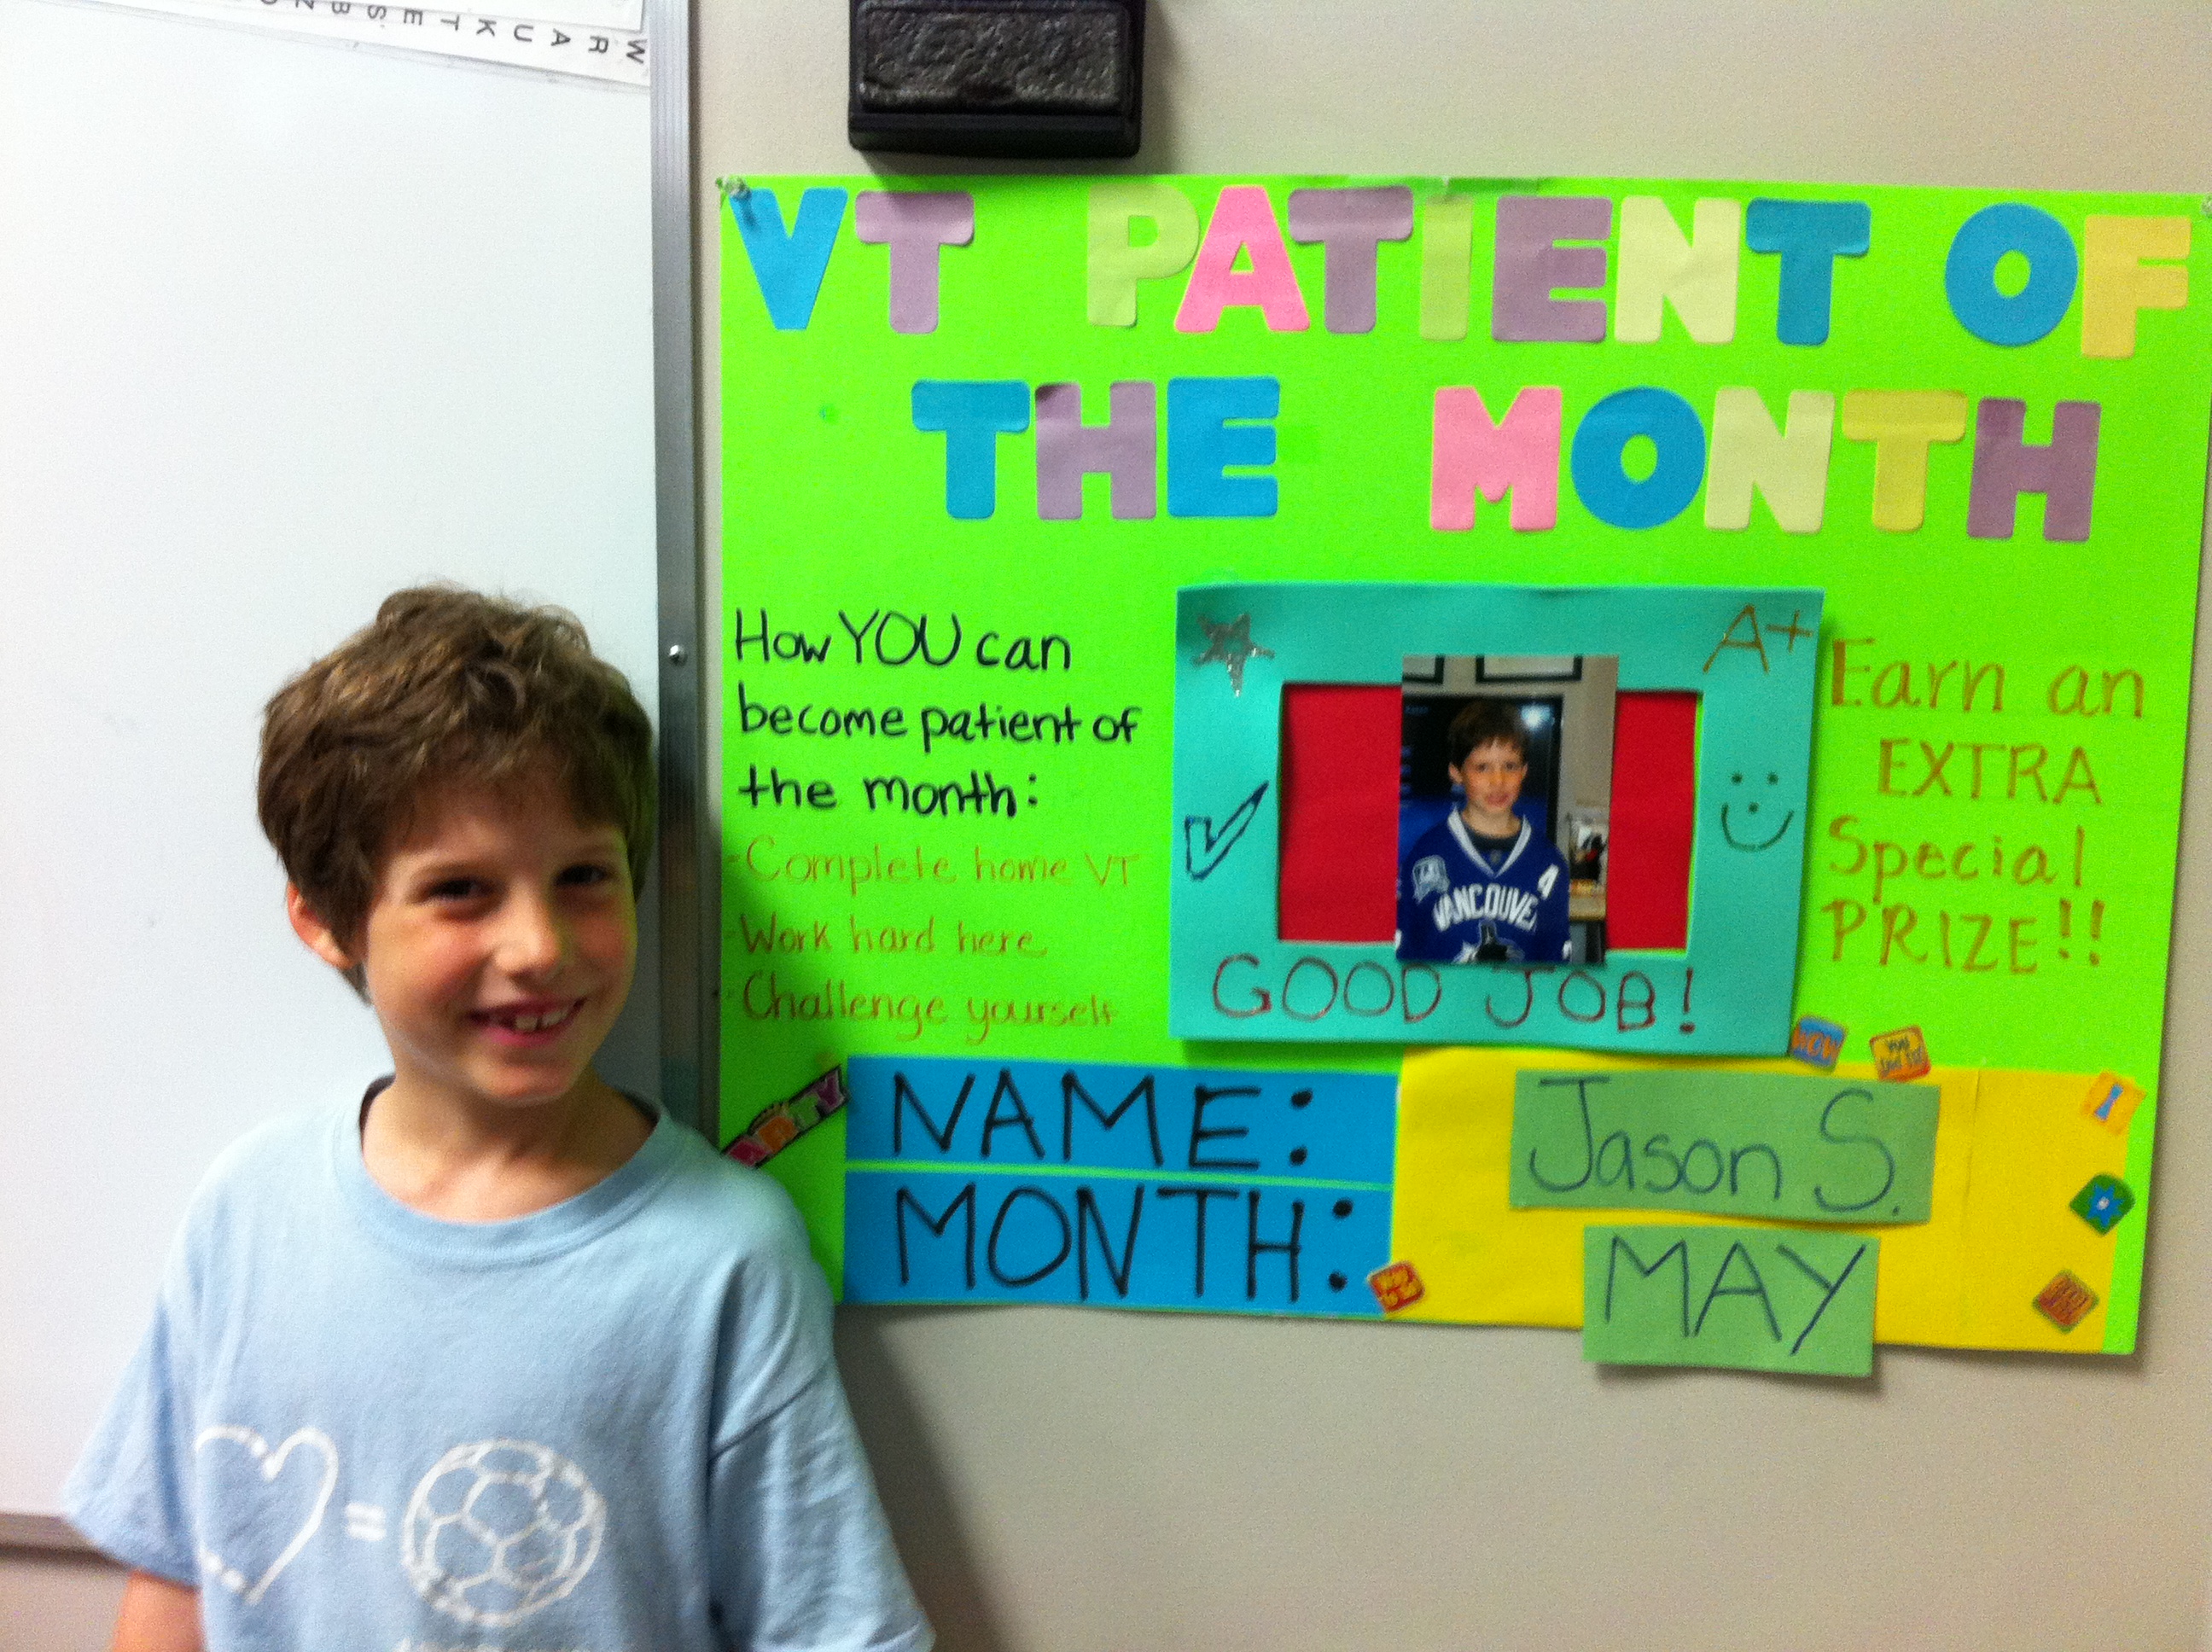 W R A U K T E S B Z
VT PATIENT OF
THE MONTH
How YOU can
become patient of
the month:
-Complete home VT
-Work hard here
-Challenge yourself
A+
VANCOUVE
A
GOOD JOB!
Earn an
EXTRA
Special
PRIZE!!
NAME:
Jason S.
MONTH:
MAY
=